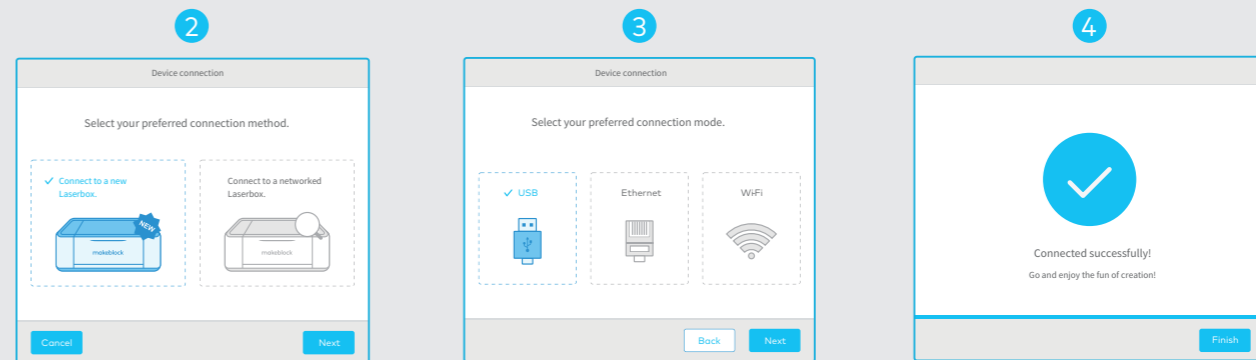 2
Device connection
Select your preferred connection method.
Connect to a new
Laserbox.
NEW
makeblock
Connect to a networked
Laserbox.
makeblock
Cancel
Next
3
Device connection
Select your preferred connection mode.
USB
Ethernet
WiFi
Back
Next
4
Connected successfully!
Go and enjoy the fun of creation!
Finish